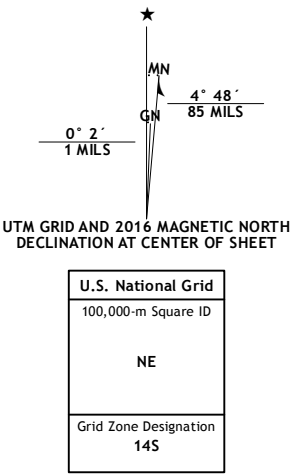 ★
MN
4° 48´
85 MILS
GN
0° 2´
1 MILS
UTM GRID AND 2016 MAGNETIC NORTH
DECLINATION AT CENTER OF SHEET
U.S. National Grid
100,000-m Square ID
NE
Grid Zone Designation
14S